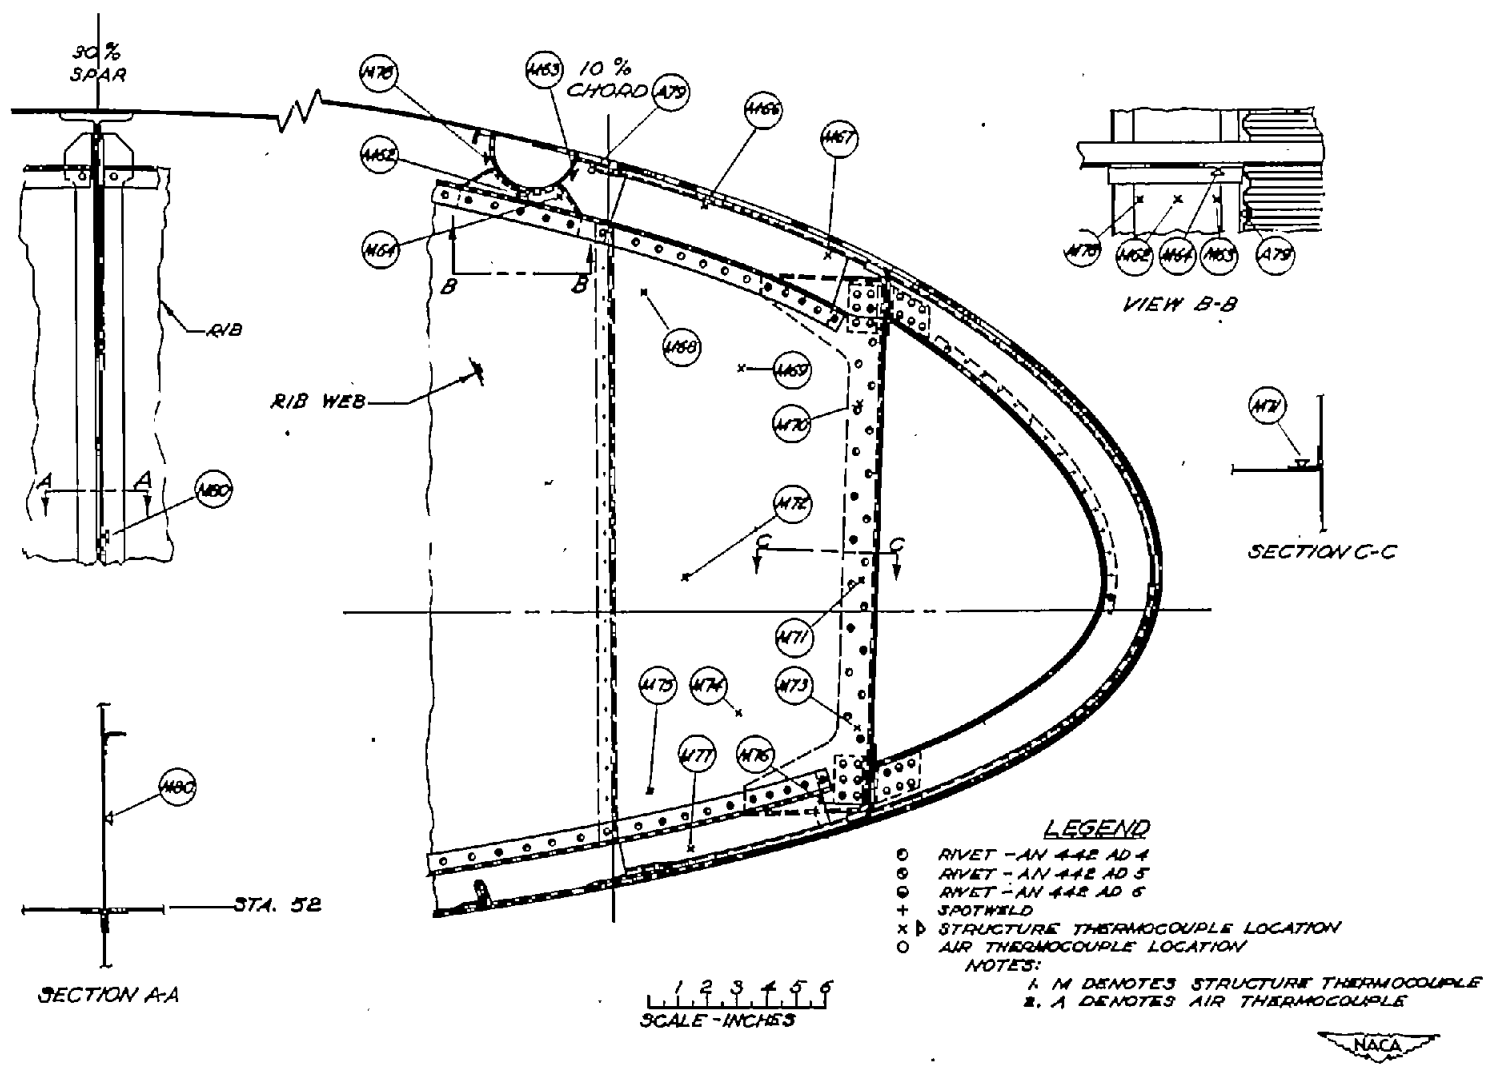 30 %
SPAR
M78
M63
10 %
CHORD
A79
M66
M67
M62
M64
B
B
M68
RIB
RIB WEB
M69
M70
A
A
M80
M72
C
C
M71
M75
M74
M73
M77
M76
M80
STA. 52
SECTION A-A
M78
M62
M64
M63
A79
VIEW B-B
M71
SECTION C-C
LEGEND
RIVET - AN 442 AD 4
RIVET - AN 442 AD 5
RIVET - AN 442 AD 6
+ SPOTWELD
x STRUCTURE THERMOCOUPLE LOCATION
AIR THERMOCOUPLE LOCATION
NOTES:
1. M DENOTES STRUCTURE THERMOCOUPLE
2. A DENOTES AIR THERMOCOUPLE
1 2 3 4 5 6
SCALE - INCHES
NACA